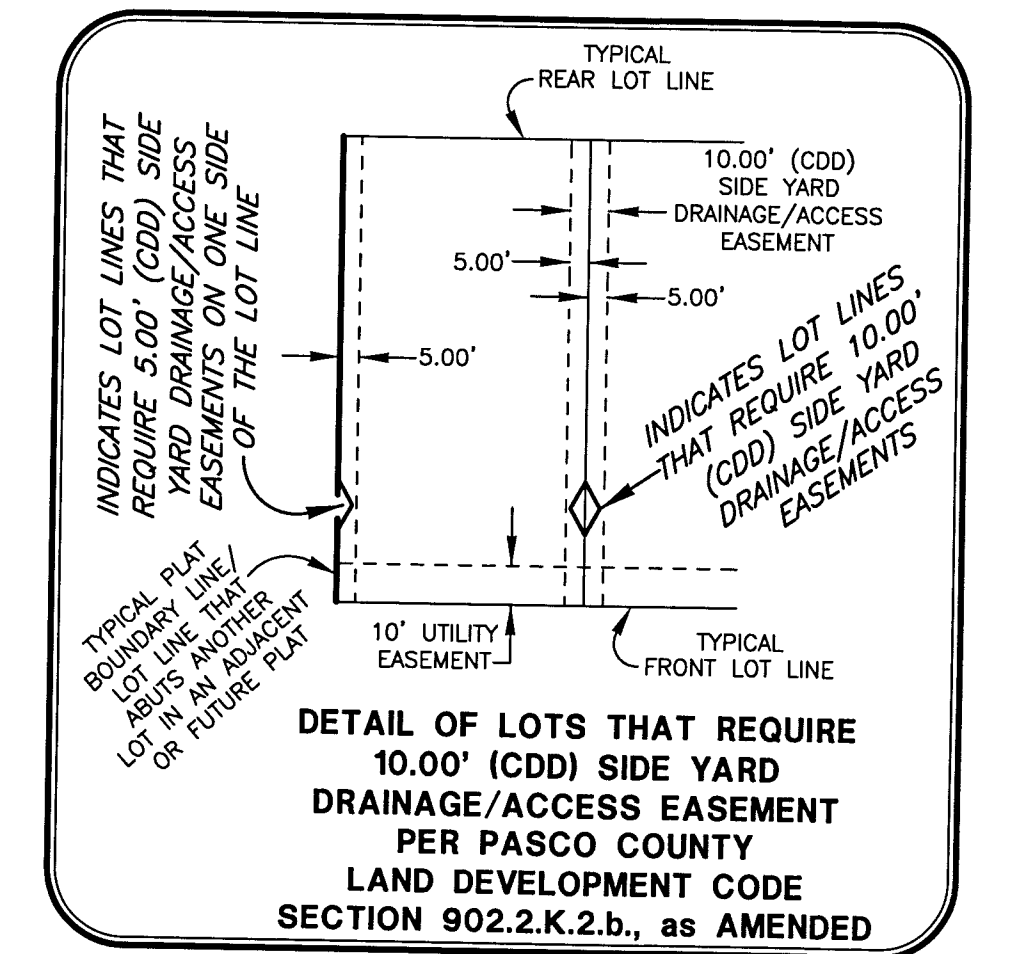 TYPICAL
REAR LOT LINE
INDICATES LOT LINES THAT
REQUIRE 5.00' (CDD) SIDE
YARD DRAINAGE/ACCESS
EASEMENTS ON ONE SIDE
OF THE LOT LINE
10.00' (CDD)
SIDE YARD
DRAINAGE/ACCESS
EASEMENT
5.00'
5.00'
5.00'
INDICATES LOT LINES
THAT REQUIRE 10.00'
(CDD) SIDE YARD
DRAINAGE/ACCESS
EASEMENTS
TYPICAL PLAT
BOUNDARY LINE/
LOT LINE THAT
ABUTS ANOTHER
LOT IN AN ADJACENT
OR FUTURE PLAT
10' UTILITY
EASEMENT
TYPICAL
FRONT LOT LINE
DETAIL OF LOTS THAT REQUIRE
10.00' (CDD) SIDE YARD
DRAINAGE/ACCESS EASEMENT
PER PASCO COUNTY
LAND DEVELOPMENT CODE
SECTION 902.2.K.2.b., as AMENDED